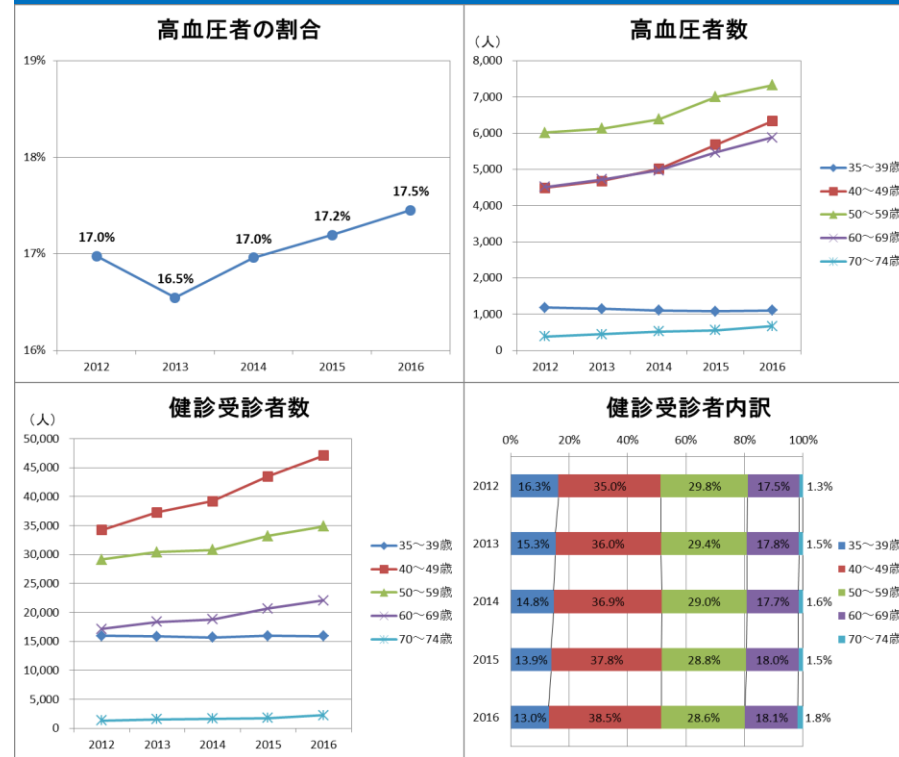 高血圧者の割合
19%
18%
17%
16%
17.0%
16.5%
17.0%
17.2%
17.5%
2012 2013 2014 2015 2016
高血圧者数
（人）
8,000
7,000
6,000
5,000
4,000
3,000
2,000
1,000
0
2012 2013 2014 2015 2016
35～39歳
40～49歳
50～59歳
60～69歳
70～74歳
健診受診者数
（人）
50,000
45,000
40,000
35,000
30,000
25,000
20,000
15,000
10,000
5,000
0
2012 2013 2014 2015 2016
35～39歳
40～49歳
50～59歳
60～69歳
70～74歳
健診受診者内訳
0% 20% 40% 60% 80% 100%
2012 16.3% 35.0% 29.8% 17.5% 1.3%
2013 15.3% 36.0% 29.4% 17.8% 1.5%
2014 14.8% 36.9% 29.0% 17.7% 1.6%
2015 13.9% 37.8% 28.8% 18.0% 1.5%
2016 13.0% 38.5% 28.6% 18.1% 1.8%
35～39歳
40～49歳
50～59歳
60～69歳
70～74歳